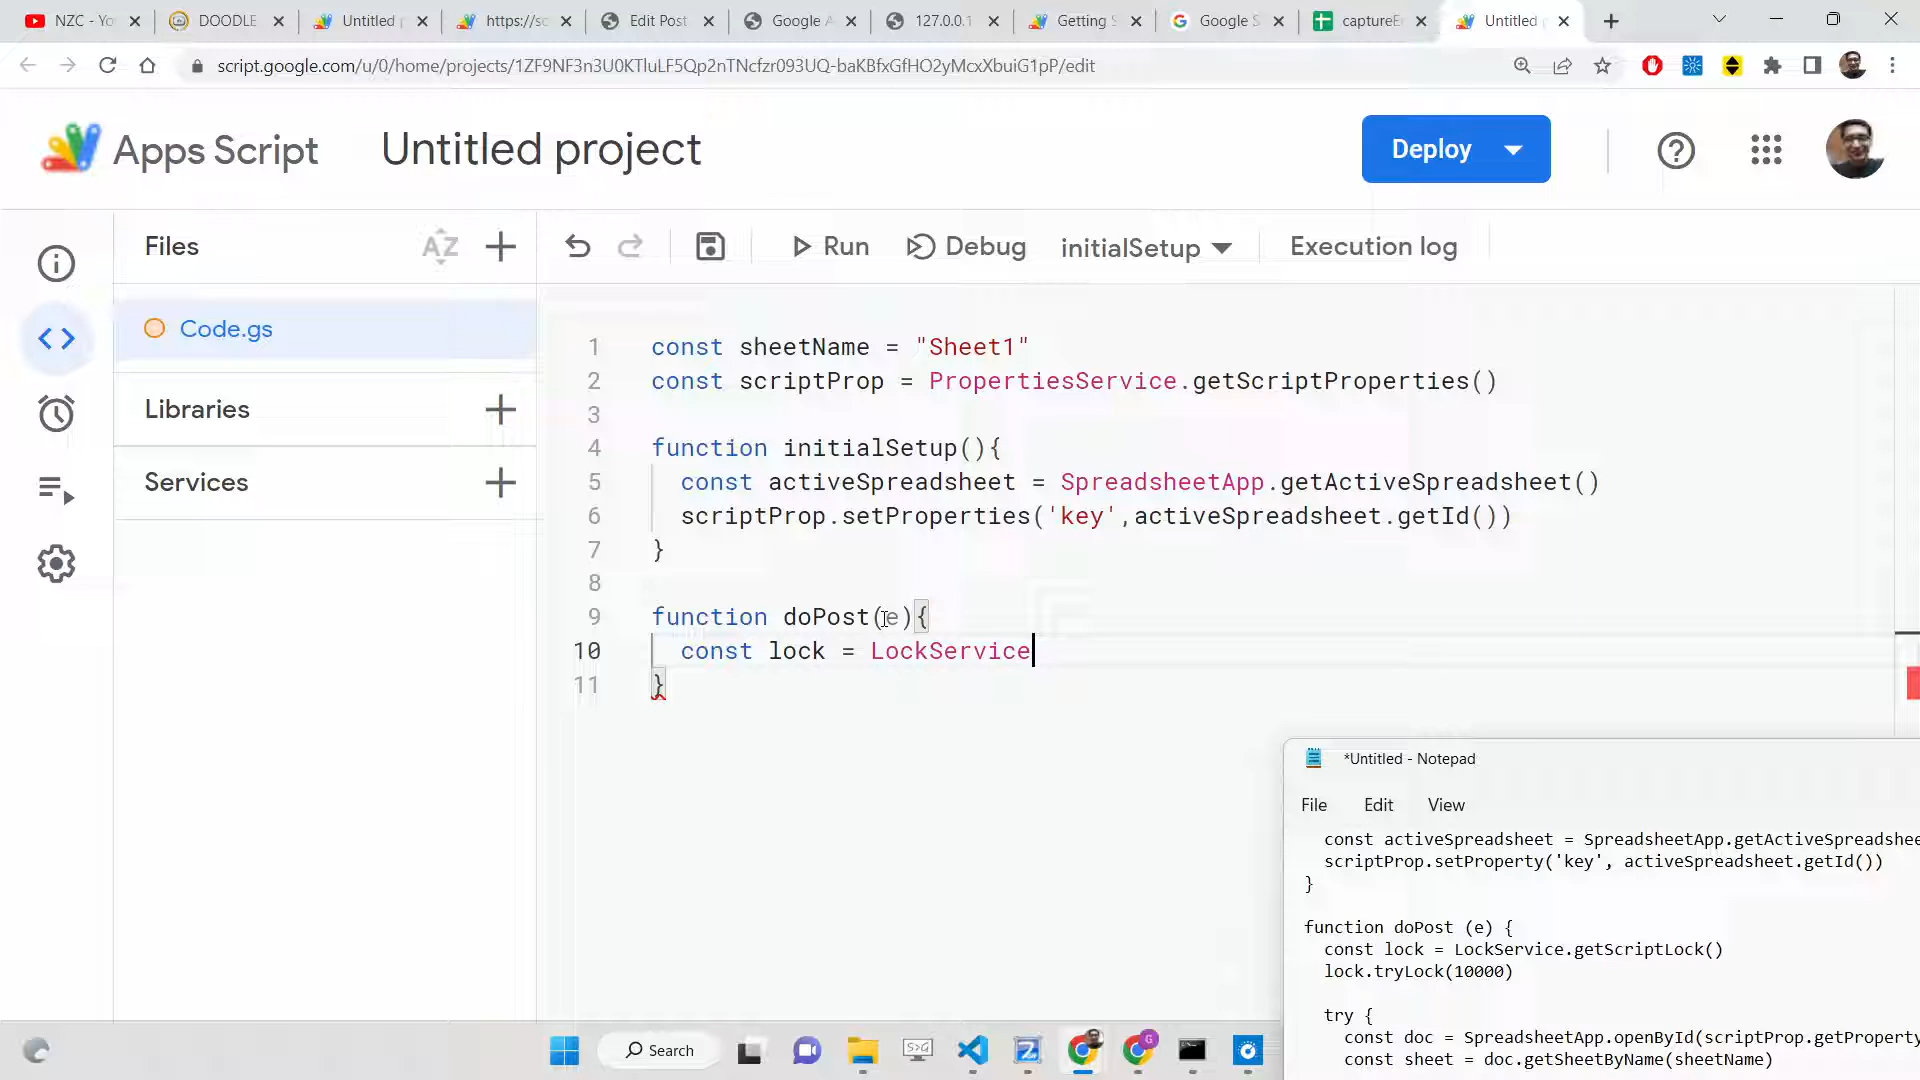 NZC - Yo
DOODLE
Untitled p
https://sc
Edit Post
Google A
127.0.0.1
Getting S
Google S
captureEr
Untitled p
script.google.com/u/0/home/projects/1ZF9NF3n3U0KTluLF5Qp2nTNcfzr093UQ-baKBfxGfHO2yMcxXbuiG1pP/edit
Apps Script
Untitled project
Deploy
Files
AZ
Run
Debug
initialSetup
Execution log
Code.gs
Libraries
Services
1 const sheetName = "Sheet1"
2 const scriptProp = PropertiesService.getScriptProperties()
3
4 function initialSetup(){
5 const activeSpreadsheet = SpreadsheetApp.getActiveSpreadsheet()
6 scriptProp.setProperties('key',activeSpreadsheet.getId())
7 }
8
9 function doPost(e){
10 const lock = LockService
11 }
*Untitled - Notepad
File Edit View
const activeSpreadsheet = SpreadsheetApp.getActiveSpreadshee
scriptProp.setProperty('key', activeSpreadsheet.getId())
}
function doPost (e) {
const lock = LockService.getScriptLock()
lock.tryLock(10000)
try {
const doc = SpreadsheetApp.openById(scriptProp.getProperty
const sheet = doc.getSheetByName(sheetName)
Search